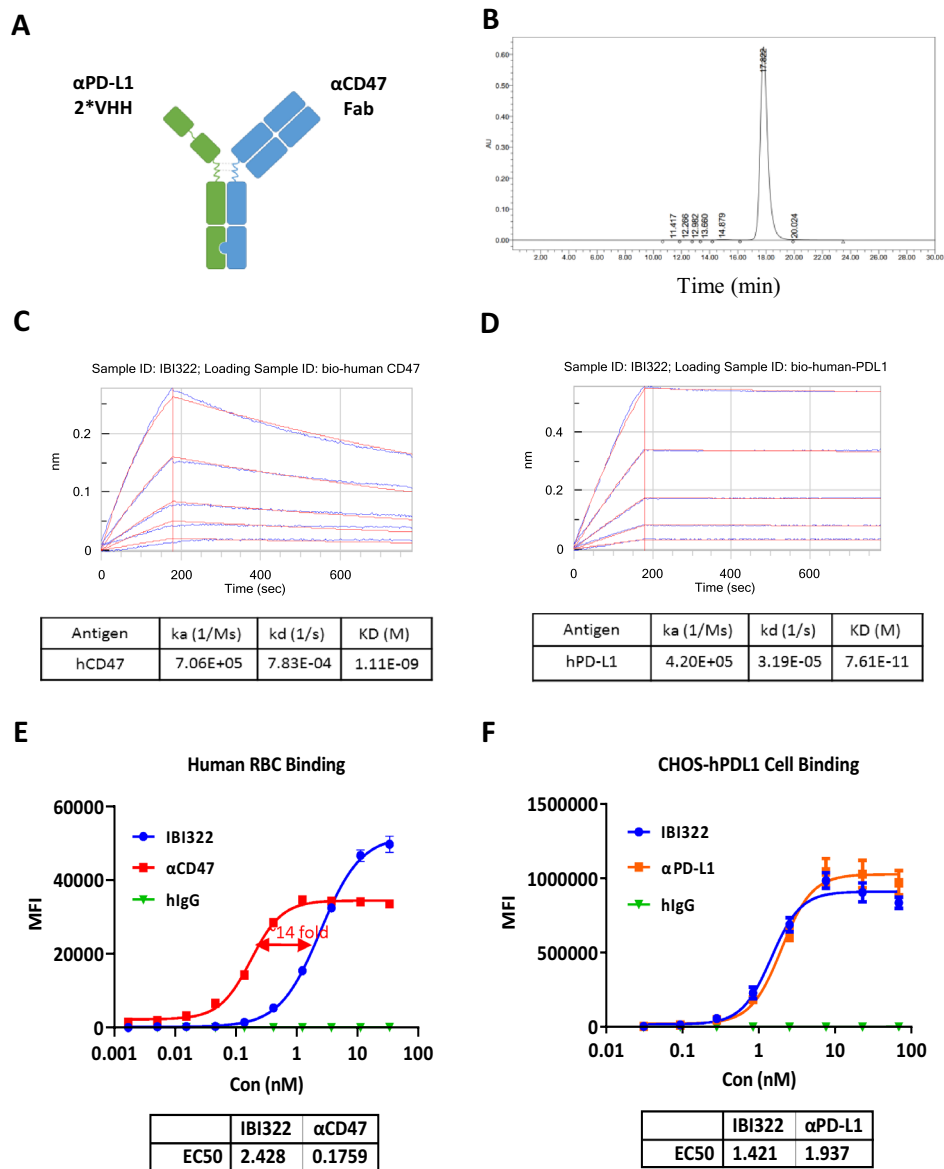 A
αPD-L1
2*VHH
αCD47
Fab
B
AU
0.60
0.50
0.40
0.30
0.20
0.10
0.00
11.417
12.266
12.982
13.660
14.879
17.822
20.024
2.00 4.00 6.00 8.00 10.00 12.00 14.00 16.00 18.00 20.00 22.00 24.00 26.00 28.00 30.00
Time (min)
C
Sample ID: IBI322; Loading Sample ID: bio-human CD47
nm
0.2
0.1
0
0 200 400 600
Time (sec)
Antigen ka (1/Ms) kd (1/s) KD (M)
hCD47 7.06E+05 7.83E-04 1.11E-09
D
Sample ID: IBI322; Loading Sample ID: bio-human-PDL1
nm
0.4
0.2
0
0 200 400 600
Time (sec)
Antigen ka (1/Ms) kd (1/s) KD (M)
hPD-L1 4.20E+05 3.19E-05 7.61E-11
E
Human RBC Binding
MFI
60000
40000
20000
0
IBI322
αCD47
hIgG
~14 fold
0.001 0.01 0.1 1 10 100
Con (nM)
IBI322 αCD47
EC50 2.428 0.1759
F
CHOS-hPDL1 Cell Binding
MFI
1500000
1000000
500000
0
IBI322
αPD-L1
hIgG
0.01 0.1 1 10 100
Con (nM)
IBI322 αPD-L1
EC50 1.421 1.937